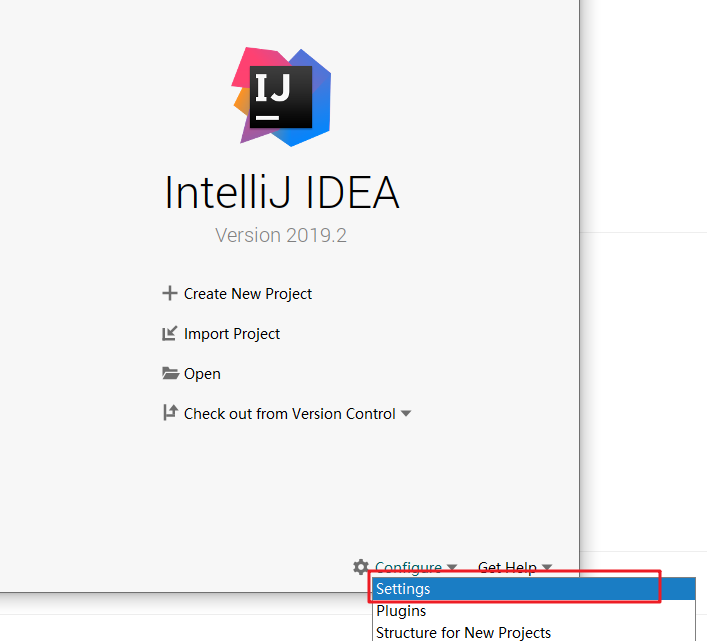 IJ
IntelliJ IDEA
Version 2019.2
Create New Project
Import Project
Open
Check out from Version Control
Configure Get Help
Settings
Plugins
Structure for New Projects